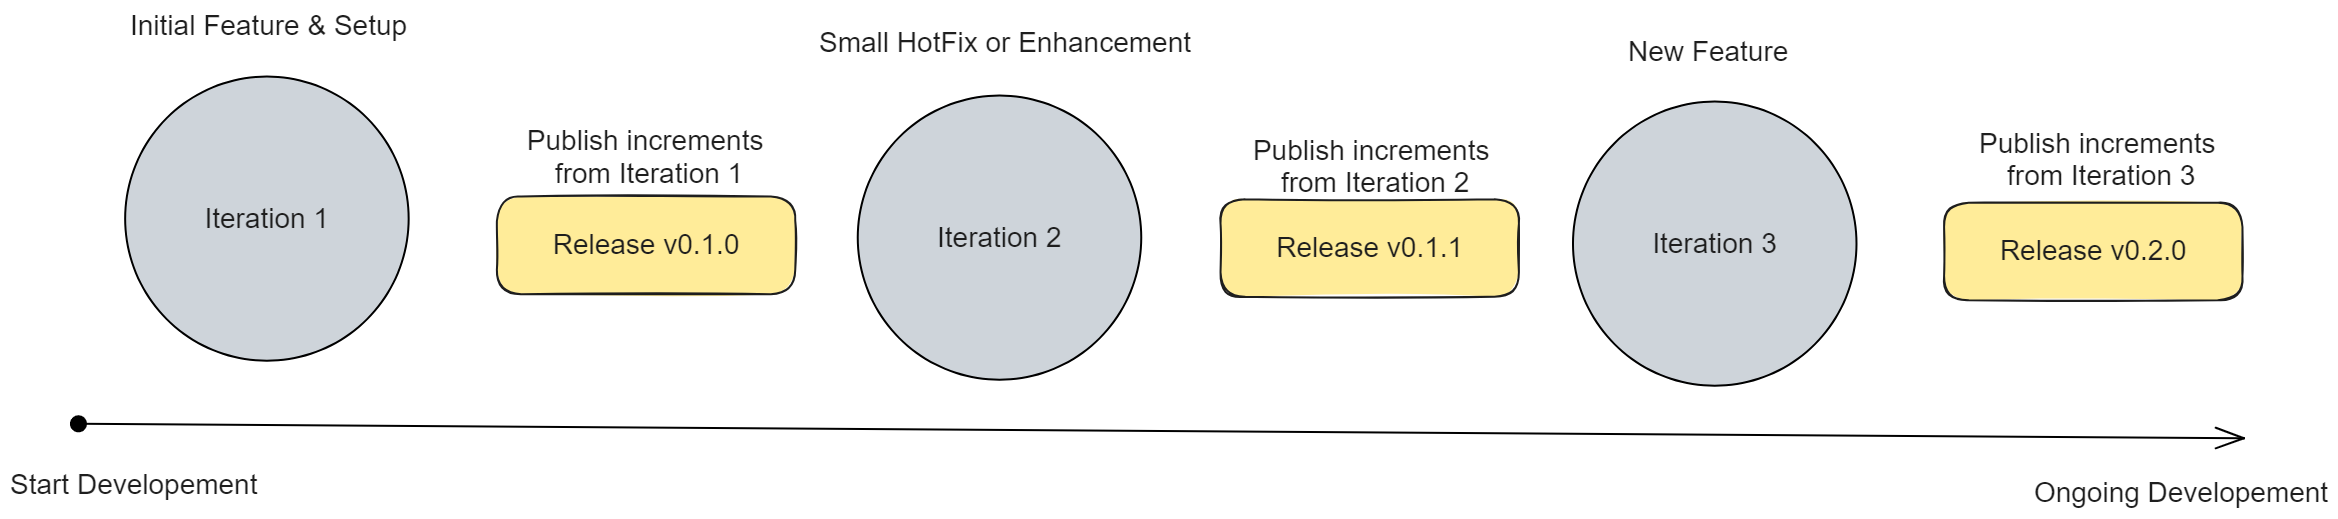 Initial Feature & Setup
Iteration 1
Publish increments
from Iteration 1
Release v0.1.0
Small HotFix or Enhancement
Iteration 2
Publish increments
from Iteration 2
Release v0.1.1
New Feature
Iteration 3
Publish increments
from Iteration 3
Release v0.2.0
Start Developement
Ongoing Developement